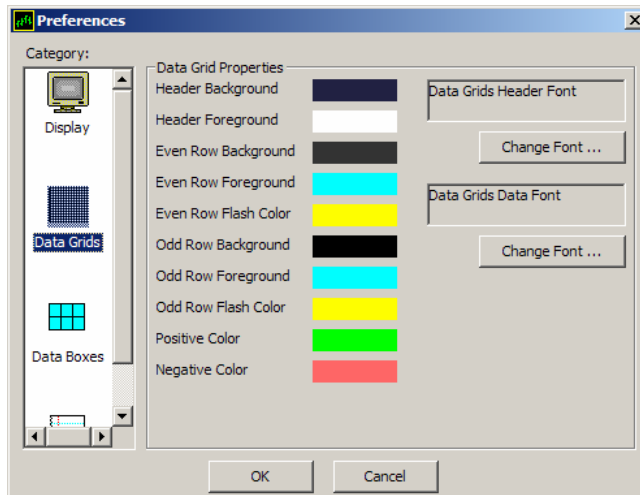 Preferences
Category:
Display
Data Grids
Data Boxes
Data Grid Properties
Header Background
Header Foreground
Even Row Background
Even Row Foreground
Even Row Flash Color
Odd Row Background
Odd Row Foreground
Odd Row Flash Color
Positive Color
Negative Color
Data Grids Header Font
Change Font ...
Data Grids Data Font
Change Font ...
OK
Cancel